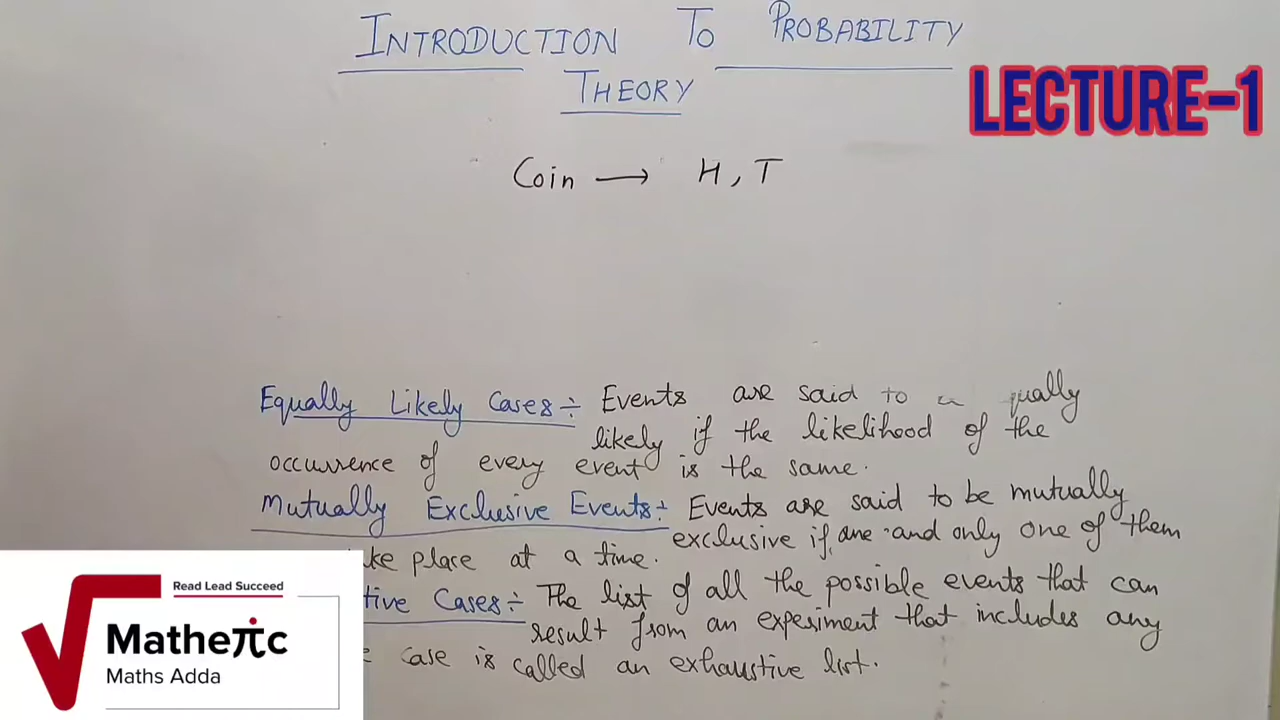 INTRODUCTION TO PROBABILITY
THEORY
LECTURE-1
Coin → H, T
Equally Likely Cases ÷ Events are said to qually
likely if the likelihood of the
occurrence of every event is the same.
Mutually Exclusive Events ÷ Events are said to be mutually
exclusive if one and only one of them
ke place at a time.
tive Cases ÷ The list of all the possible events that can
result from an experiment that includes any
case is called an exhaustive list.
Read Lead Succeed
Matheπc
Maths Adda